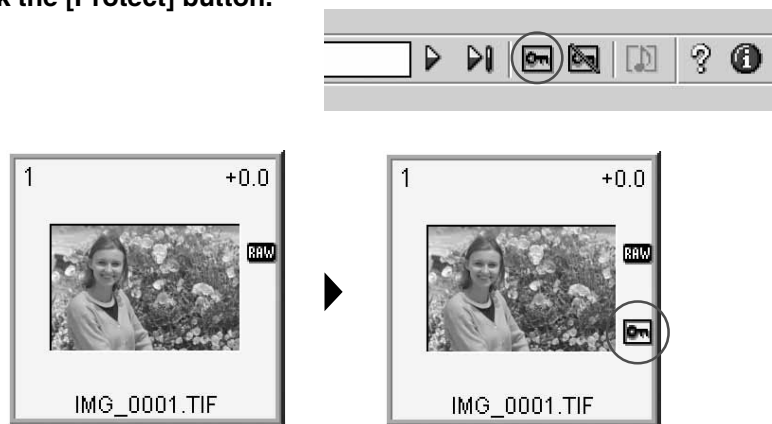 k the [Protect] button.
1 +0.0
RAW
IMG_0001.TIF
1 +0.0
RAW
IMG_0001.TIF